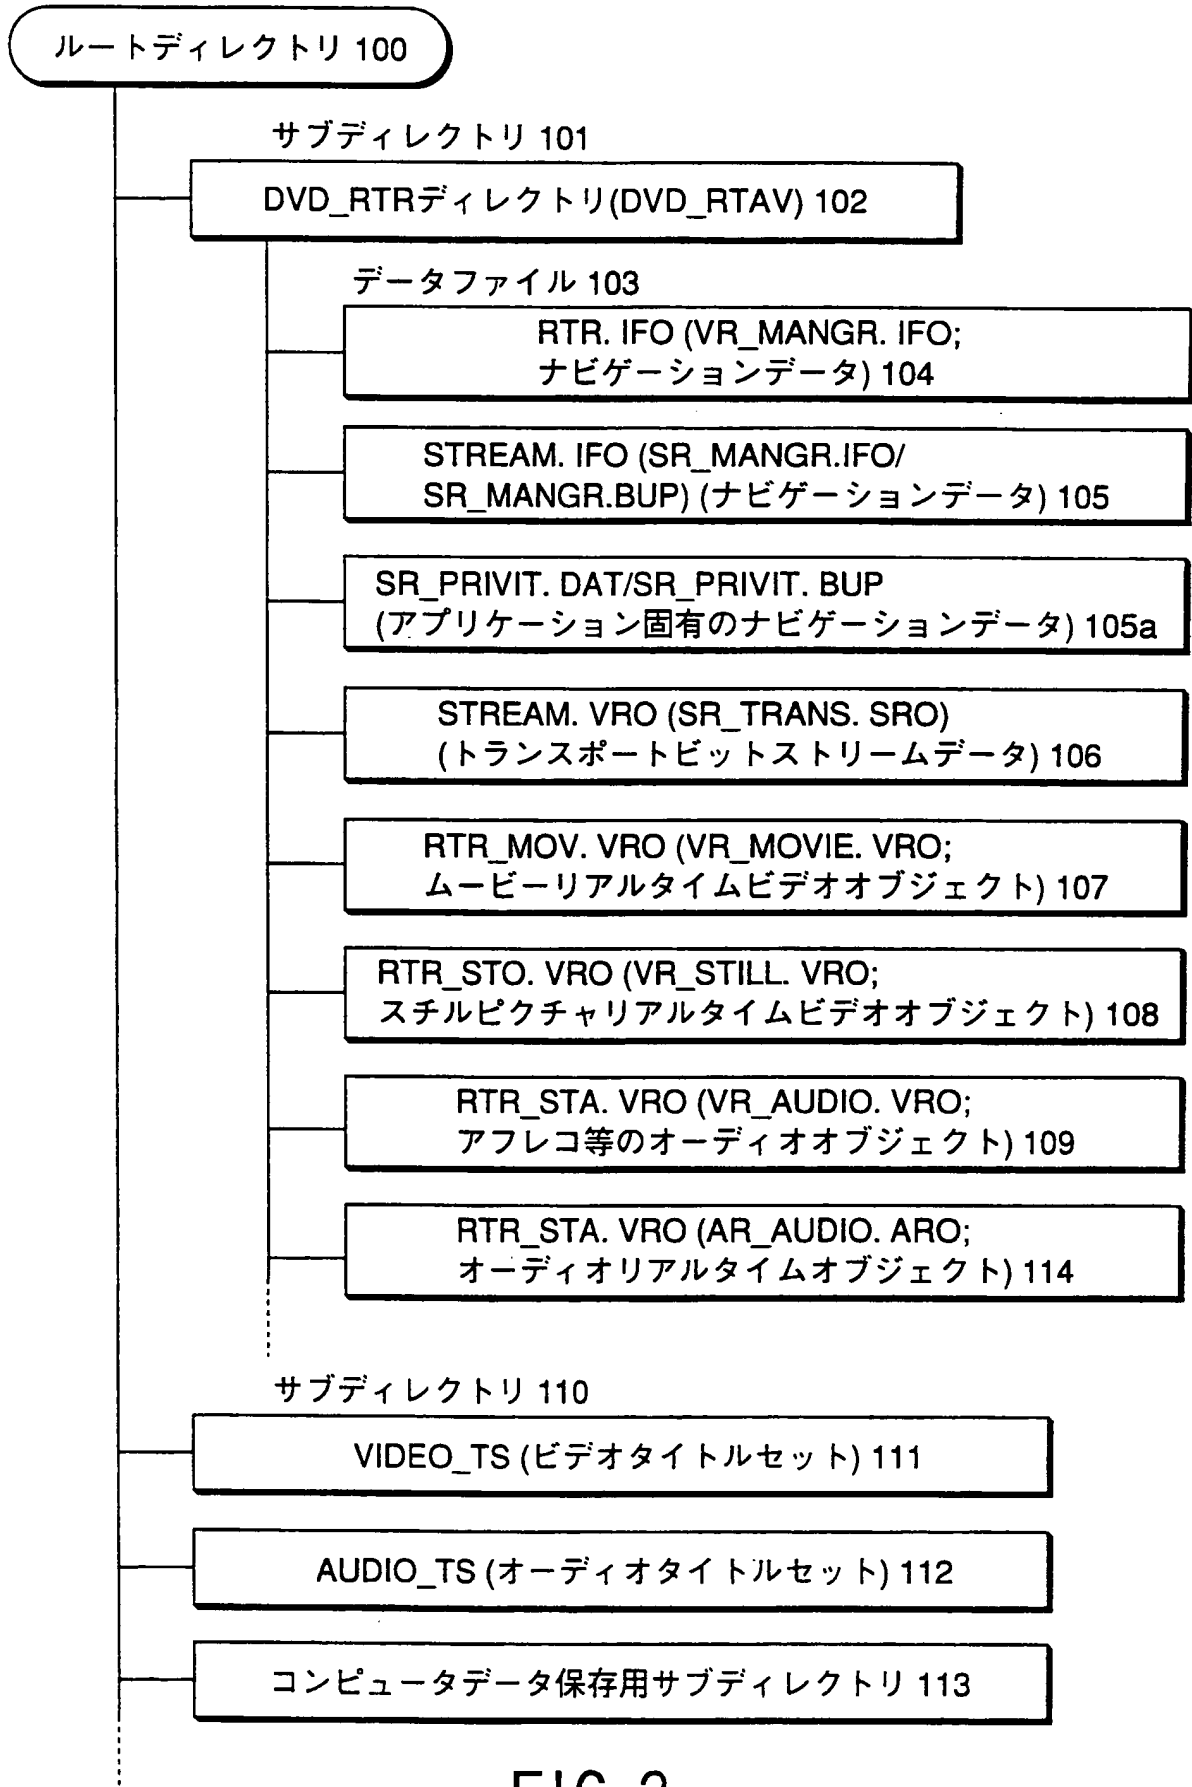 ルートディレクトリ 100
サブディレクトリ 101
DVD_RTRディレクトリ(DVD_RTAV) 102
データファイル 103
RTR. IFO (VR_MANGR. IFO;
ナビゲーションデータ) 104
STREAM. IFO (SR_MANGR.IFO/
SR_MANGR.BUP) (ナビゲーションデータ) 105
SR_PRIVIT. DAT/SR_PRIVIT. BUP
(アプリケーション固有のナビゲーションデータ) 105a
STREAM. VRO (SR_TRANS. SRO)
(トランスポートビットストリームデータ) 106
RTR_MOV. VRO (VR_MOVIE. VRO;
ムービーリアルタイムビデオオブジェクト) 107
RTR_STO. VRO (VR_STILL. VRO;
スチルピクチャリアルタイムビデオオブジェクト) 108
RTR_STA. VRO (VR_AUDIO. VRO;
アフレコ等のオーディオオブジェクト) 109
RTR_STA. VRO (AR_AUDIO. ARO;
オーディオリアルタイムオブジェクト) 114
サブディレクトリ 110
VIDEO_TS (ビデオタイトルセット) 111
AUDIO_TS (オーディオタイトルセット) 112
コンピュータデータ保存用サブディレクトリ 113